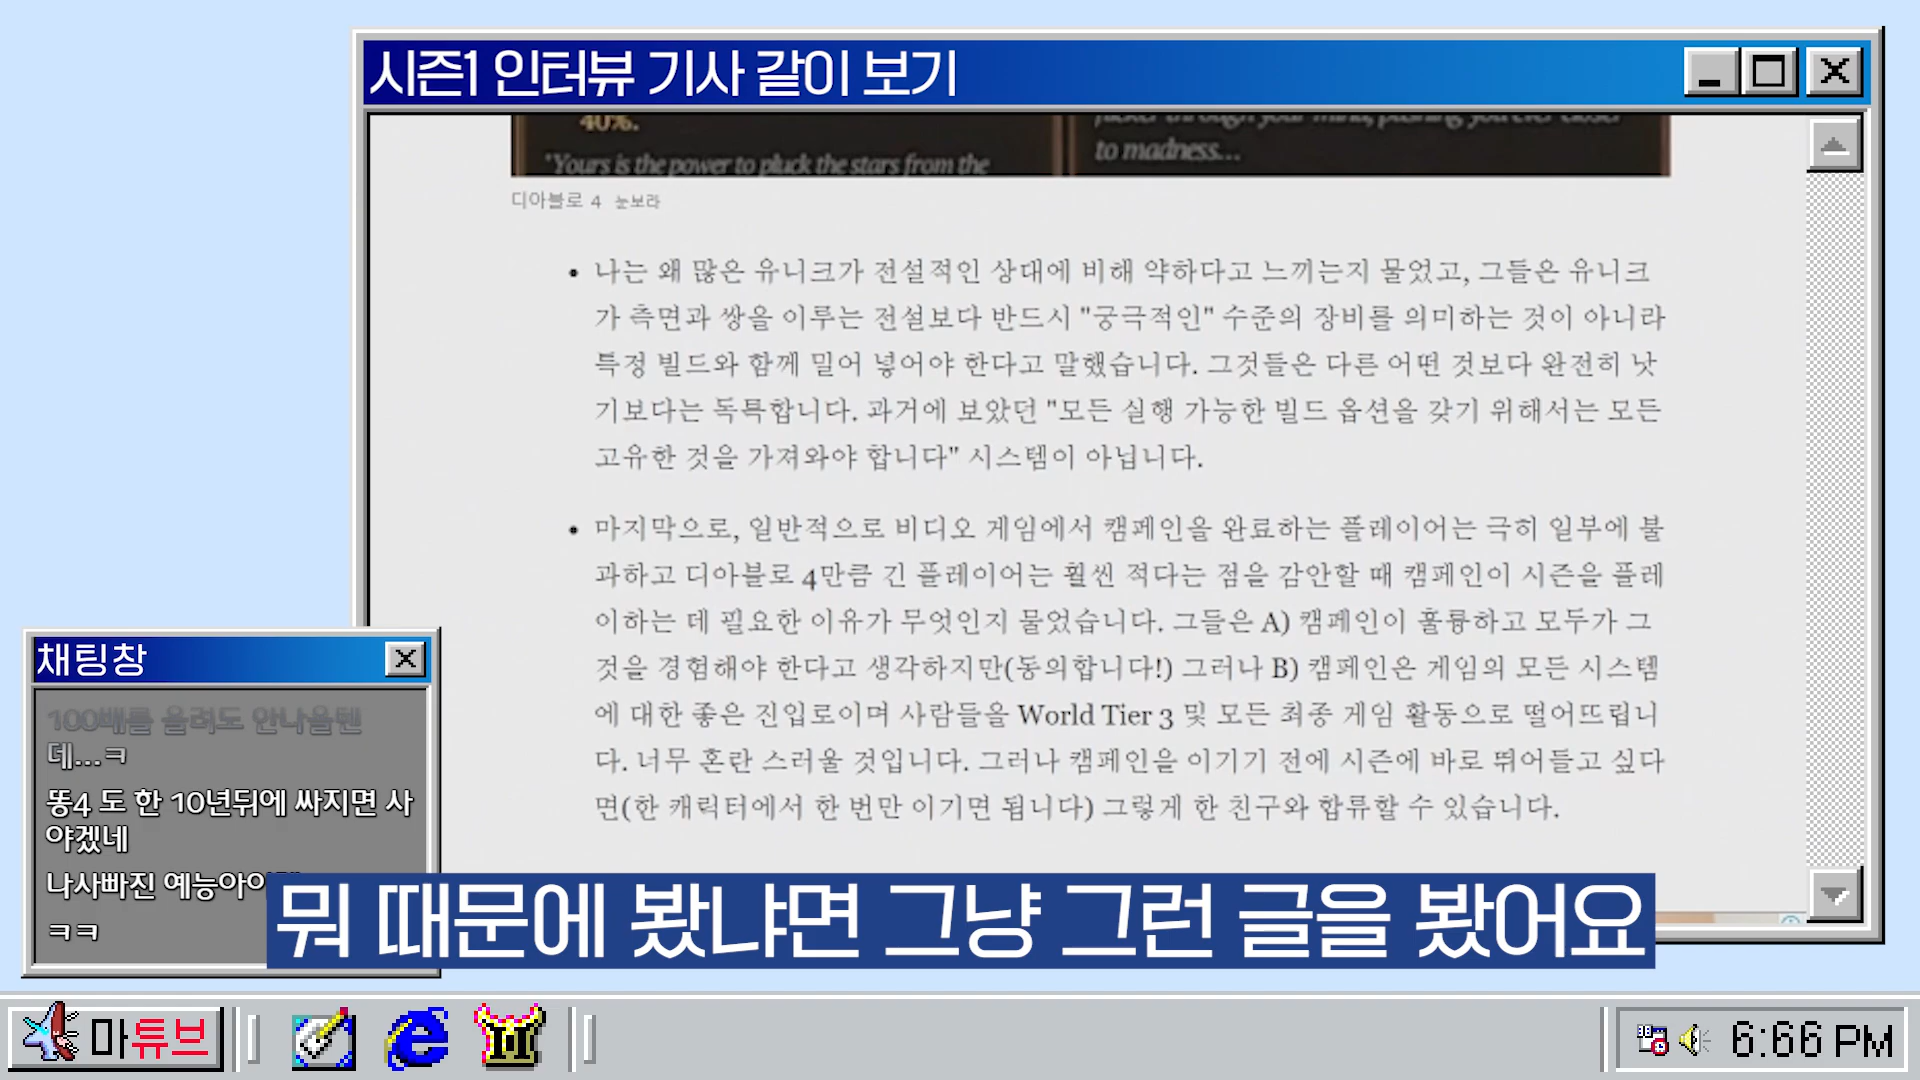 시즌1 인터뷰 기사 같이 보기
40%.
"Yours is the power to pluck the stars from the
through your mind, pushing you ever closer
to madness...
디아블로 4 눈보라
• 나는 왜 많은 유니크가 전설적인 상대에 비해 약하다고 느끼는지 물었고, 그들은 유니크
가 측면과 쌍을 이루는 전설보다 반드시 "궁극적인" 수준의 장비를 의미하는 것이 아니라
특정 빌드와 함께 밀어 넣어야 한다고 말했습니다. 그것들은 다른 어떤 것보다 완전히 낫
기보다는 독특합니다. 과거에 보았던 "모든 실행 가능한 빌드 옵션을 갖기 위해서는 모든
고유한 것을 가져와야 합니다" 시스템이 아닙니다.
• 마지막으로, 일반적으로 비디오 게임에서 캠페인을 완료하는 플레이어는 극히 일부에 불
과하고 디아블로 4만큼 긴 플레이어는 훨씬 적다는 점을 감안할 때 캠페인이 시즌을 플레
이하는 데 필요한 이유가 무엇인지 물었습니다. 그들은 A) 캠페인이 훌륭하고 모두가 그
것을 경험해야 한다고 생각하지만(동의합니다!) 그러나 B) 캠페인은 게임의 모든 시스템
에 대한 좋은 진입로이며 사람들을 World Tier 3 및 모든 최종 게임 활동으로 떨어뜨립니
다. 너무 혼란 스러울 것입니다. 그러나 캠페인을 이기기 전에 시즌에 바로 뛰어들고 싶다
면(한 캐릭터에서 한 번만 이기면 됩니다) 그렇게 한 친구와 합류할 수 있습니다.
채팅창
100배를 올려도 안나올텐
데...ㅋ
똥4 도 한 10년뒤에 싸지면 사
야겠네
나사빠진
ㅋㅋ
뭐 때문에 봤냐면 그냥 그런 글을 봤어요
마튜브
6:66 PM